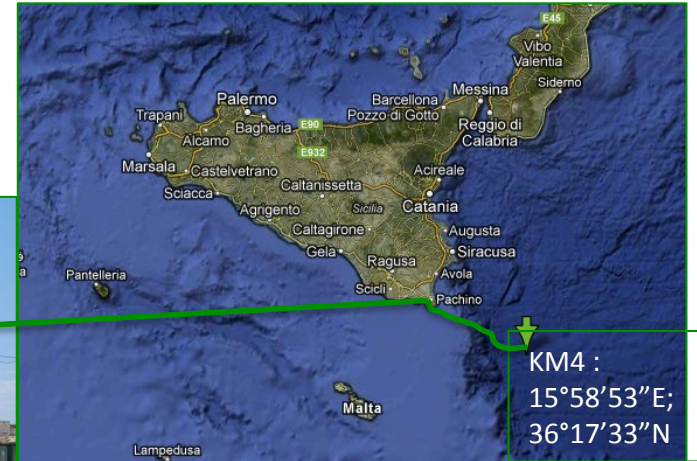 E45
Vibo
Valentia
Siderno
Messina
Palermo
Barcellona
Pozzo di Gotto
Trapani
Bagheria
E90
Reggio di
Calabria
Alcamo
E932
Marsala
Castelvetrano
Acireale
Caltanissetta
Sciacca
Sicilia
Catania
Agrigento
Caltagirone
Augusta
Gela
Siracusa
Ragusa
Pantelleria
Avola
Scicli
Pachino
KM4 :
15°58’53”E;
36°17’33”N
Malta
Lampedusa